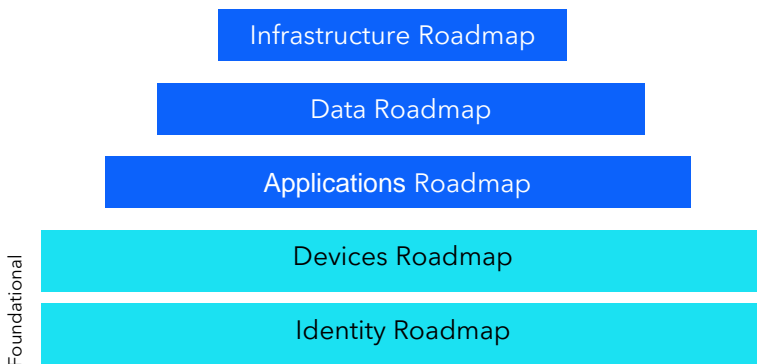 Infrastructure Roadmap
Data Roadmap
Applications Roadmap
Devices Roadmap
Identity Roadmap
Foundational